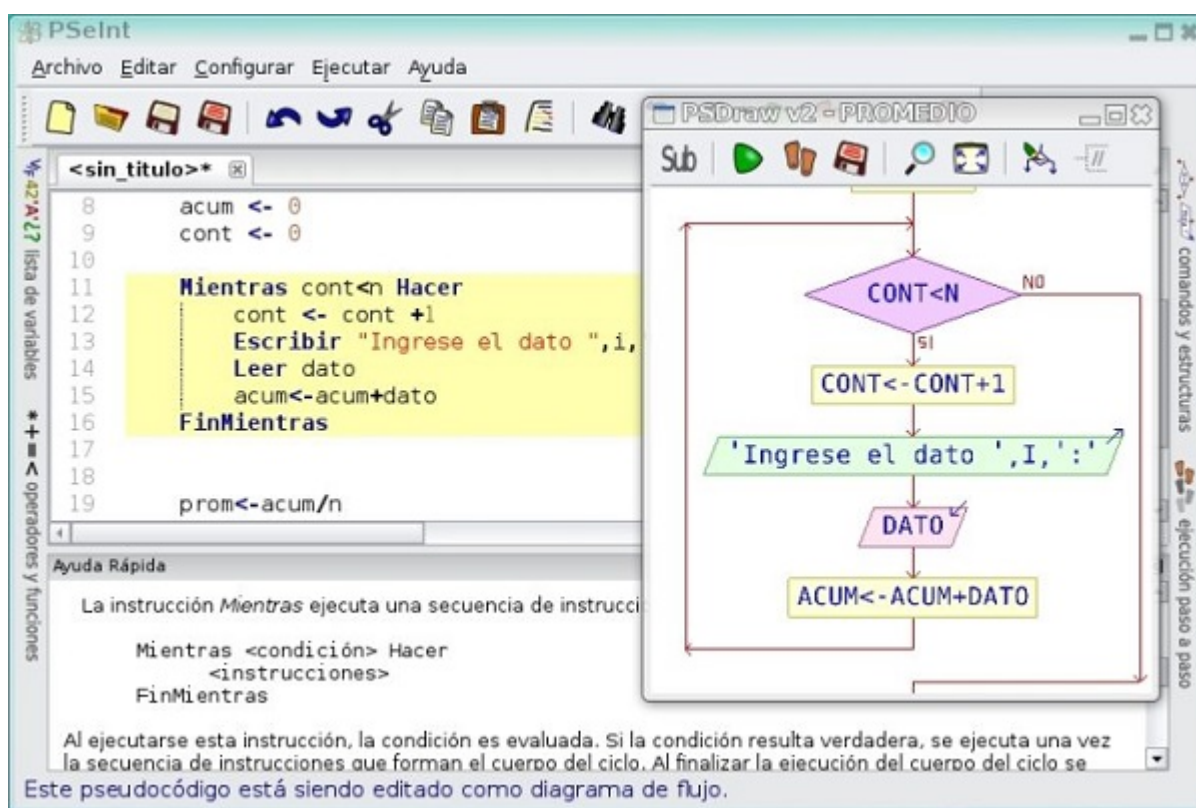 PSeInt
Archivo Editar Configurar Ejecutar Ayuda
<sin_titulo>*
8 acum <- 0
9 cont <- 0
10
11 Mientras cont<n Hacer
12 cont <- cont +1
13 Escribir "Ingrese el dato ",i,
14 Leer dato
15 acum<-acum+dato
16 FinMientras
17
18
19 prom<-acum/n
Ayuda Rápida
La instrucción Mientras ejecuta una secuencia de instrucci
Mientras <condición> Hacer
<instrucciones>
FinMientras
Al ejecutarse esta instrucción, la condición es evaluada. Si la condición resulta verdadera, se ejecuta una vez
la secuencia de instrucciones que forman el cuerpo del ciclo. Al finalizar la ejecución del cuerpo del ciclo se
Este pseudocódigo está siendo editado como diagrama de flujo.
42 'A' ¿? lista de variables
* + = < operadores y funciones
PSDraw v2 - PROMEDIO
Sub
CONT<N
NO
SI
CONT<-CONT+1
'Ingrese el dato ',I,':'
DATO
ACUM<-ACUM+DATO
comandos y estructuras
ejecución paso a paso